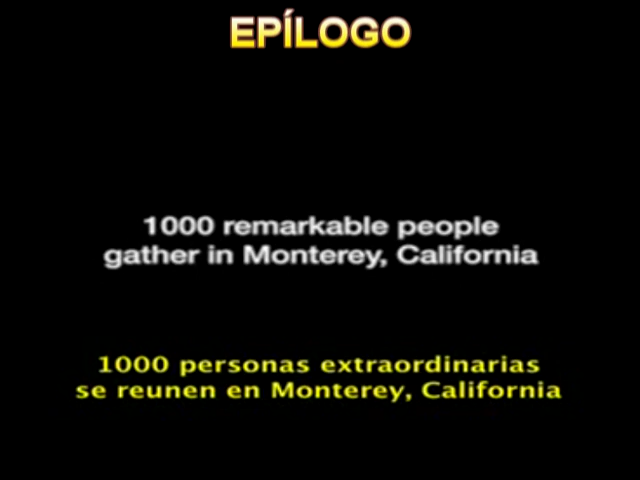 EPÍLOGO
1000 remarkable people
gather in Monterey, California
1000 personas extraordinarias
se reunen en Monterey, California